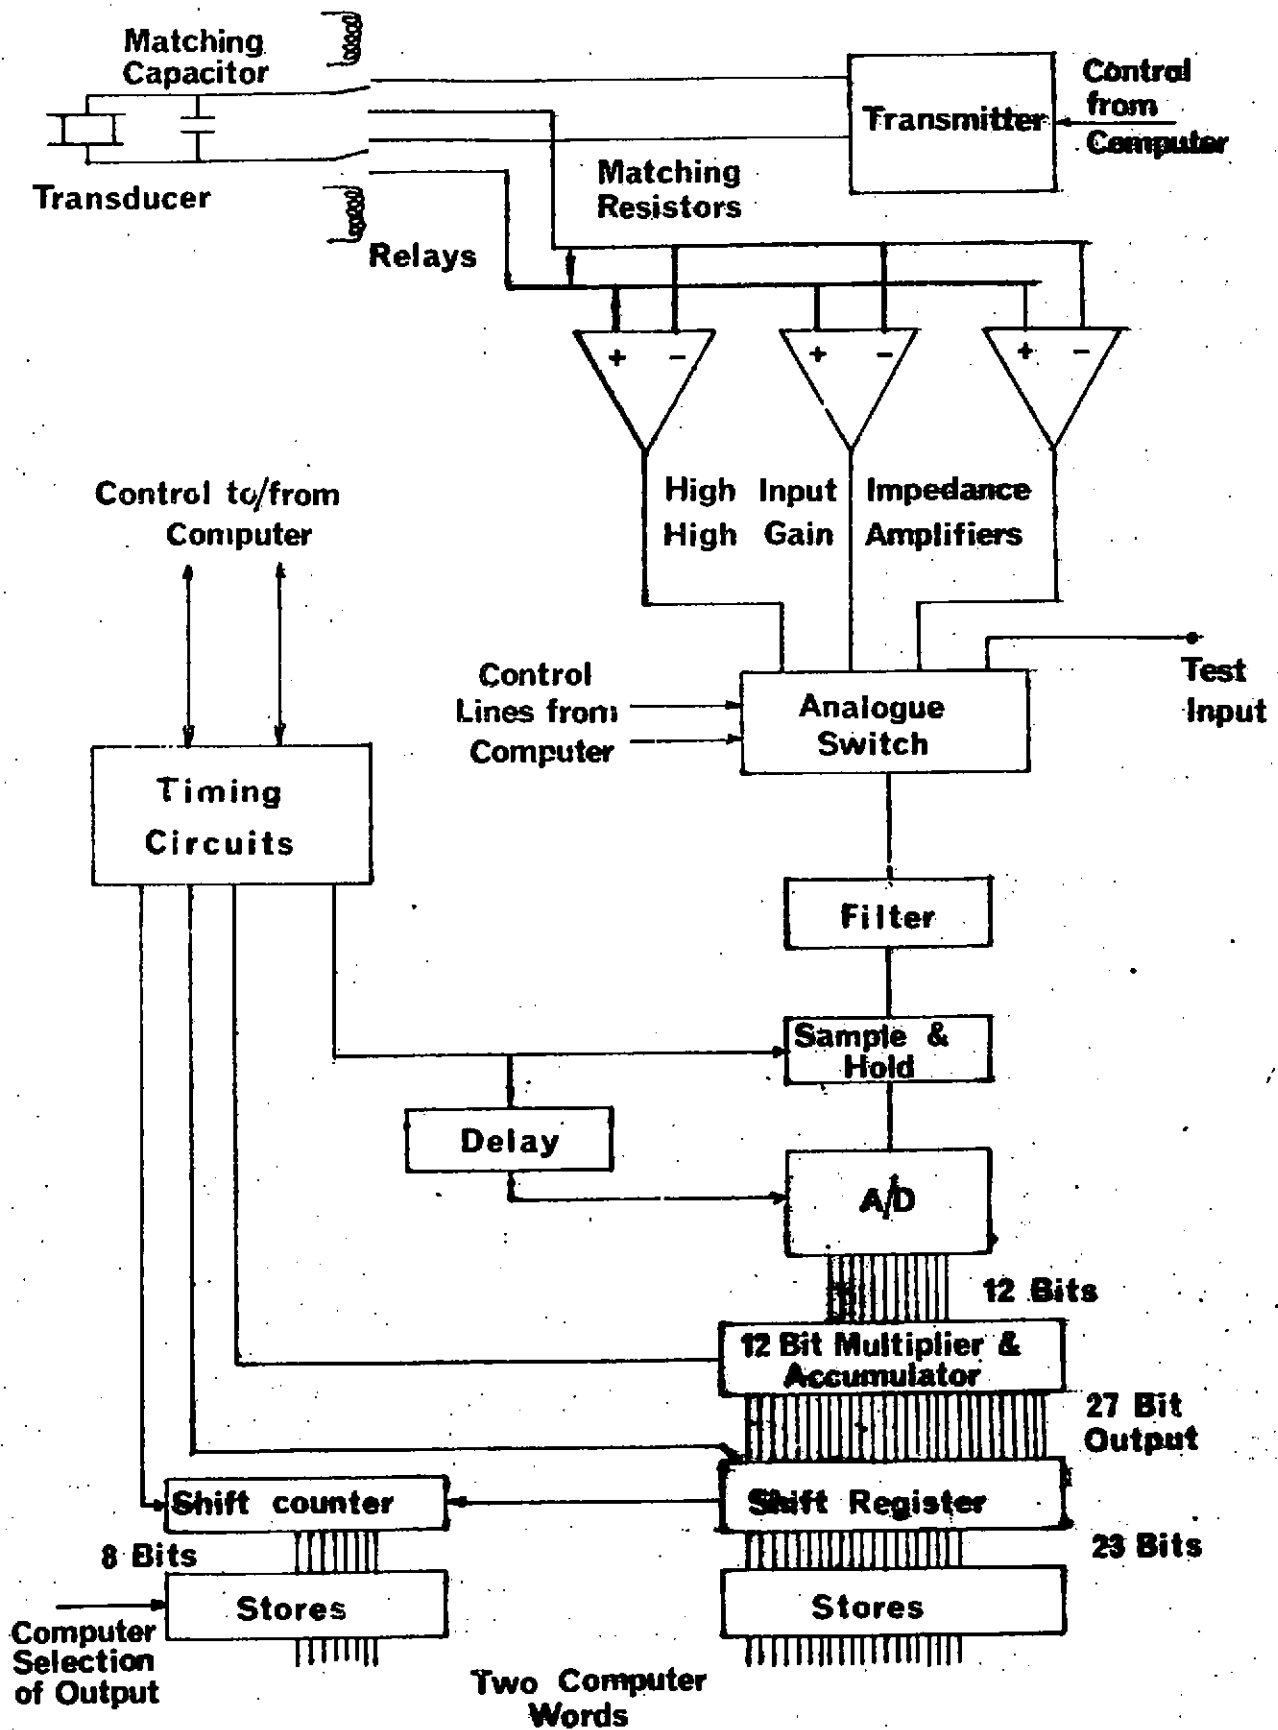 Matching
Capacitor
Transducer
Relays
Transmitter
Control
from
Computer
Matching
Resistors
+ −
+ −
+ −
High Input Impedance
High Gain Amplifiers
Control to/from
Computer
Control
Lines from
Computer
Analogue
Switch
Test
Input
Timing
Circuits
Filter
Sample &
Hold
Delay
A/D
12 Bits
12 Bit Multiplier &
Accumulator
27 Bit
Output
Shift counter
Shift Register
8 Bits
23 Bits
Stores
Stores
Computer
Selection
of Output
Two Computer
Words